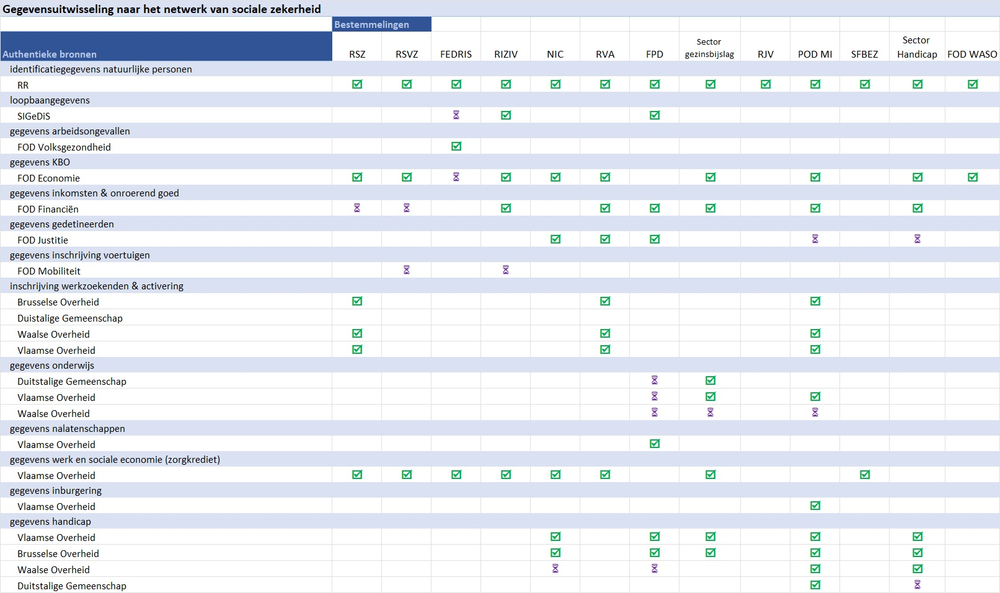 Gegevensuitwisseling naar het netwerk van sociale zekerheid
Bestemmelingen
Authentieke bronnen RSZ RSVZ FEDRIS RIZIV NIC RVA FPD Sector gezinsbijslag RJV POD MI SFBEZ Sector Handicap FOD WASO
identificatiegegevens natuurlijke personen
RR
loopbaangegevens
SIGeDiS
gegevens arbeidsongevallen
FOD Volksgezondheid
gegevens KBO
FOD Economie
gegevens inkomsten & onroerend goed
FOD Financiën
gegevens gedetineerden
FOD Justitie
gegevens inschrijving voertuigen
FOD Mobiliteit
inschrijving werkzoekenden & activering
Brusselse Overheid
Duistalige Gemeenschap
Waalse Overheid
Vlaamse Overheid
gegevens onderwijs
Duitstalige Gemeenschap
Vlaamse Overheid
Waalse Overheid
gegevens nalatenschappen
Vlaamse Overheid
gegevens werk en sociale economie (zorgkrediet)
Vlaamse Overheid
gegevens inburgering
Vlaamse Overheid
gegevens handicap
Vlaamse Overheid
Brusselse Overheid
Waalse Overheid
Duitstalige Gemeenschap